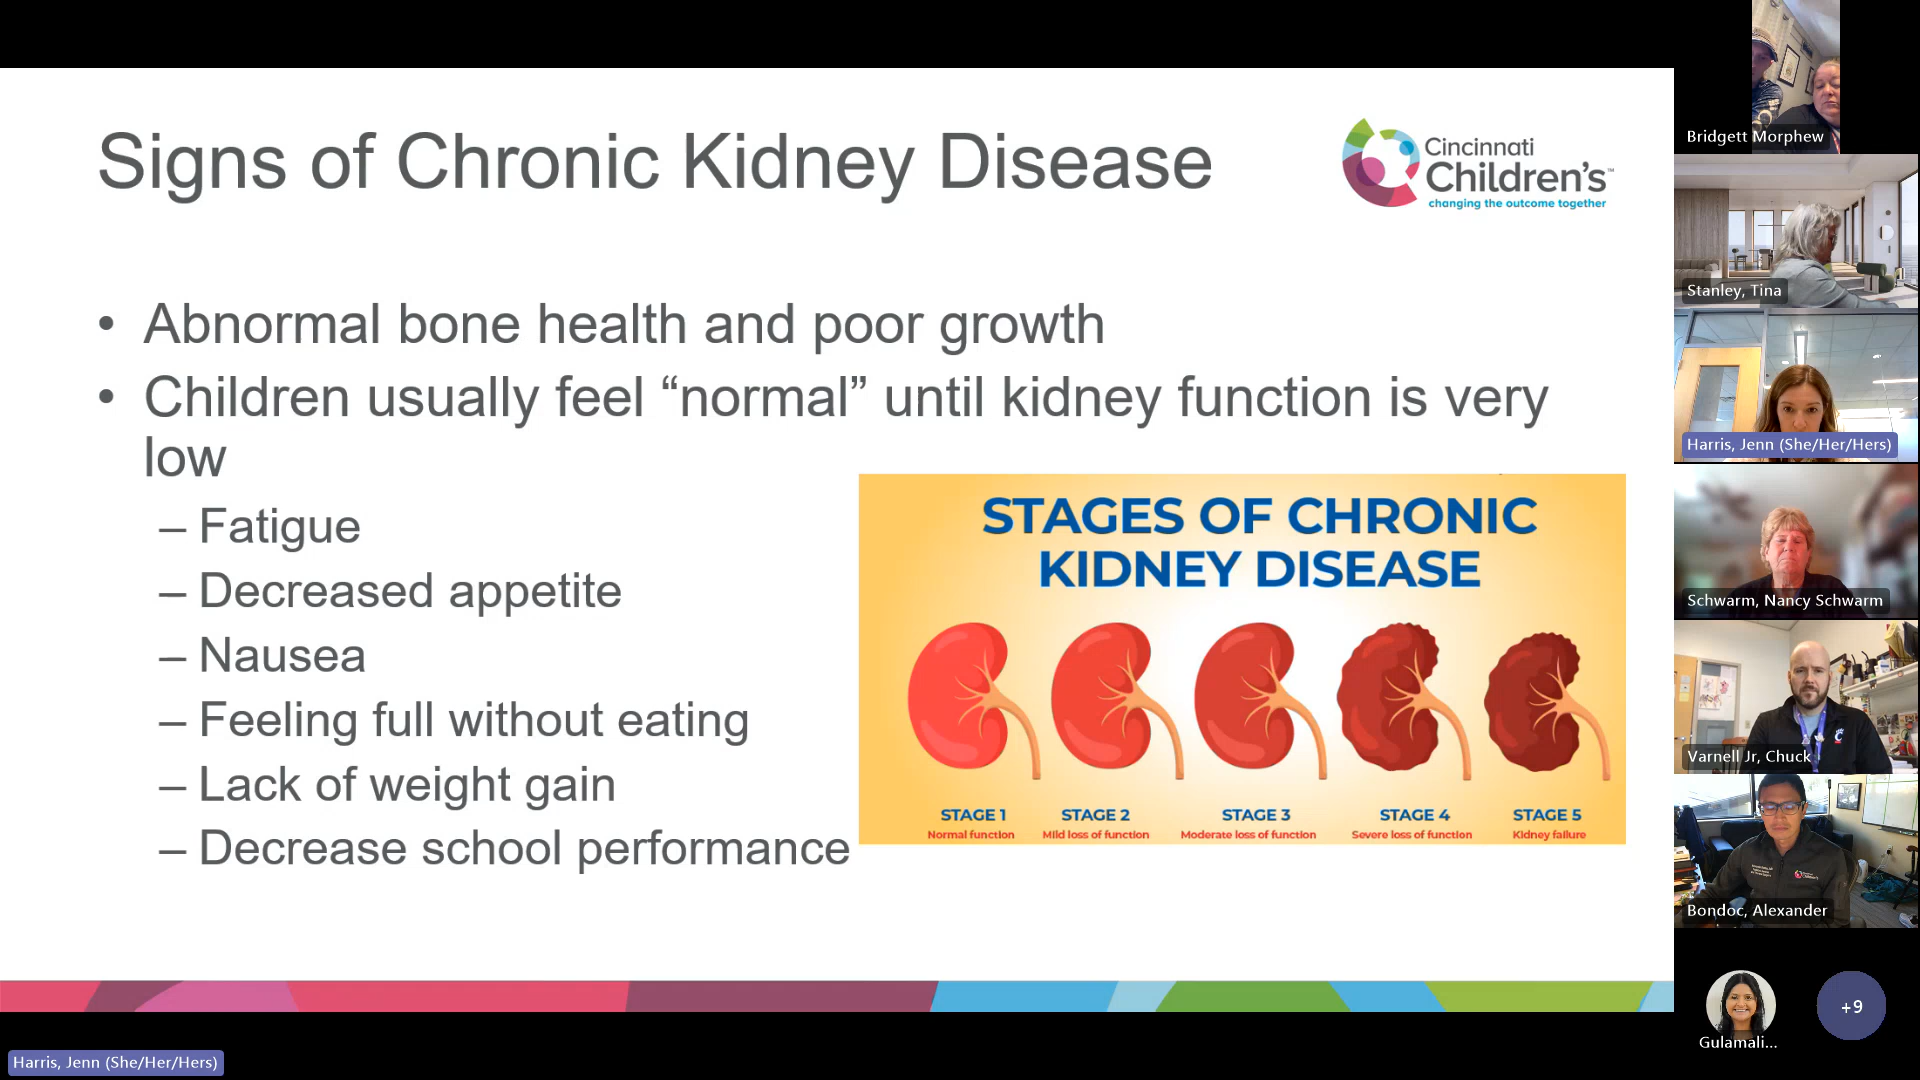 Signs of Chronic Kidney Disease
Cincinnati
Children's™
changing the outcome together
• Abnormal bone health and poor growth
• Children usually feel “normal” until kidney function is very
low
– Fatigue
– Decreased appetite
– Nausea
– Feeling full without eating
– Lack of weight gain
– Decrease school performance
STAGES OF CHRONIC
KIDNEY DISEASE
STAGE 1
Normal function
STAGE 2
Mild loss of function
STAGE 3
Moderate loss of function
STAGE 4
Severe loss of function
STAGE 5
Kidney failure
Bridgett Morphew
Stanley, Tina
Harris, Jenn (She/Her/Hers)
Schwarm, Nancy Schwarm
Varnell Jr, Chuck
Bondoc, Alexander
Gulamali...
+9
Harris, Jenn (She/Her/Hers)